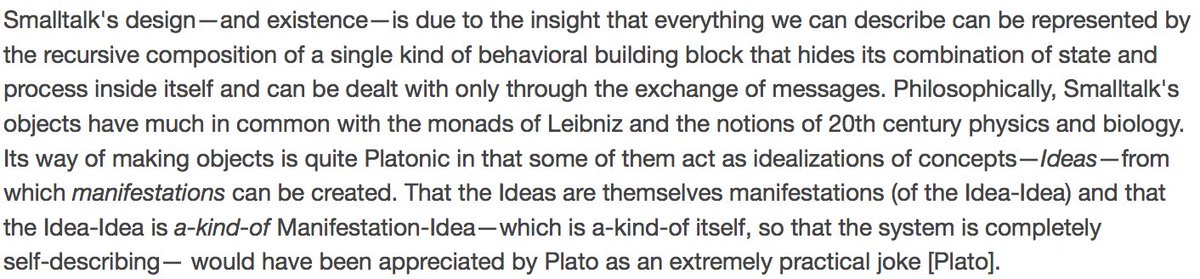 Smalltalk's design—and existence—is due to the insight that everything we can describe can be represented by
the recursive composition of a single kind of behavioral building block that hides its combination of state and
process inside itself and can be dealt with only through the exchange of messages. Philosophically, Smalltalk's
objects have much in common with the monads of Leibniz and the notions of 20th century physics and biology.
Its way of making objects is quite Platonic in that some of them act as idealizations of concepts—Ideas—from
which manifestations can be created. That the Ideas are themselves manifestations (of the Idea-Idea) and that
the Idea-Idea is a-kind-of Manifestation-Idea—which is a-kind-of itself, so that the system is completely
self-describing— would have been appreciated by Plato as an extremely practical joke [Plato].